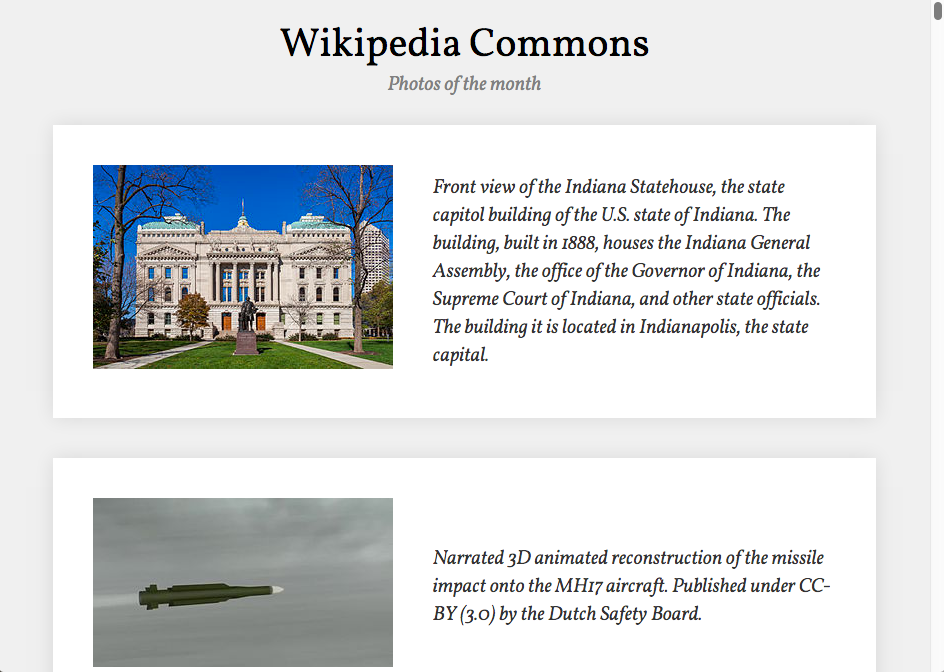 Wikipedia Commons
Photos of the month
Front view of the Indiana Statehouse, the state
capitol building of the U.S. state of Indiana. The
building, built in 1888, houses the Indiana General
Assembly, the office of the Governor of Indiana, the
Supreme Court of Indiana, and other state officials.
The building it is located in Indianapolis, the state
capital.
Narrated 3D animated reconstruction of the missile
impact onto the MH17 aircraft. Published under CC-
BY (3.0) by the Dutch Safety Board.